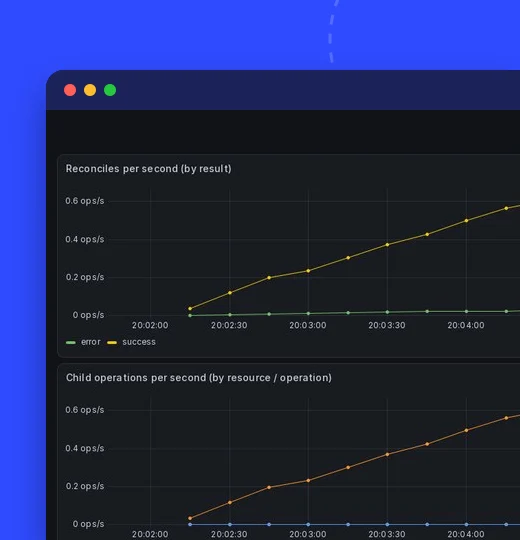 Reconciles per second (by result)
0.6 ops/s
0.4 ops/s
0.2 ops/s
0 ops/s
20:02:00 20:02:30 20:03:00 20:03:30 20:04:00
error success
Child operations per second (by resource / operation)
0.6 ops/s
0.4 ops/s
0.2 ops/s
0 ops/s
20:02:00 20:02:30 20:03:00 20:03:30 20:04:00